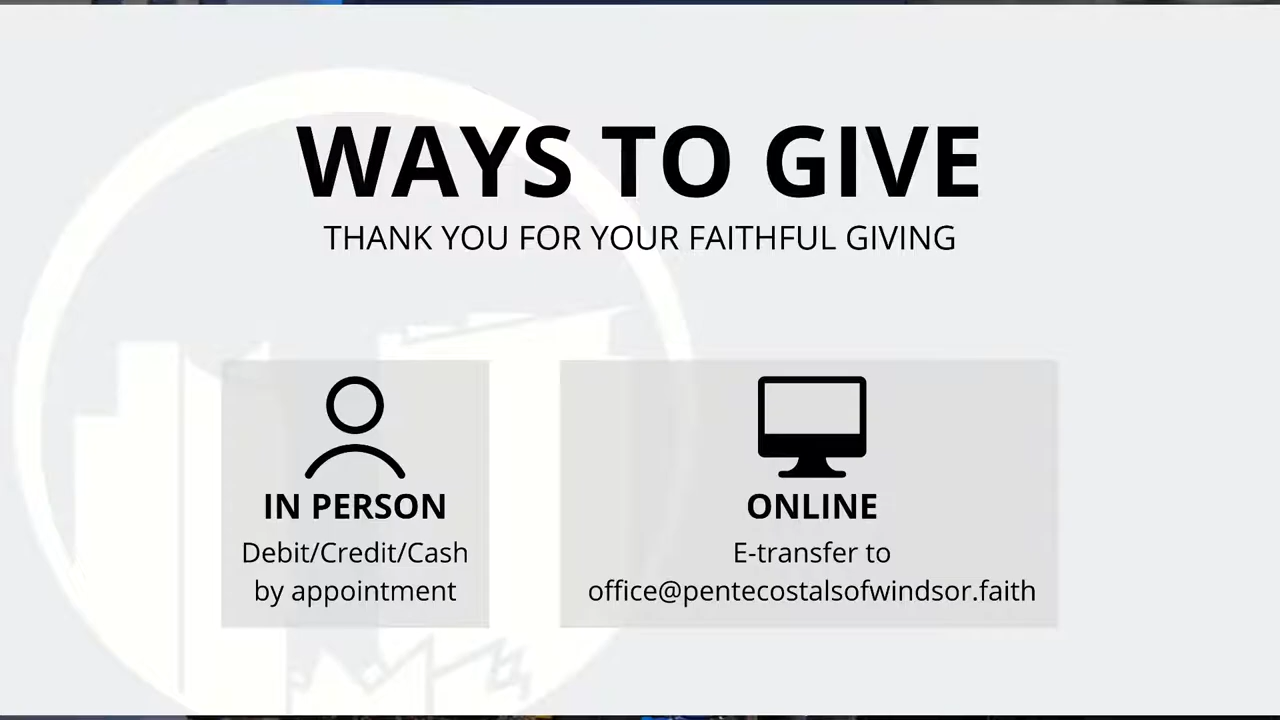 WAYS TO GIVE
THANK YOU FOR YOUR FAITHFUL GIVING
IN PERSON
Debit/Credit/Cash
by appointment
ONLINE
E-transfer to
office@pentecostalsofwindsor.faith